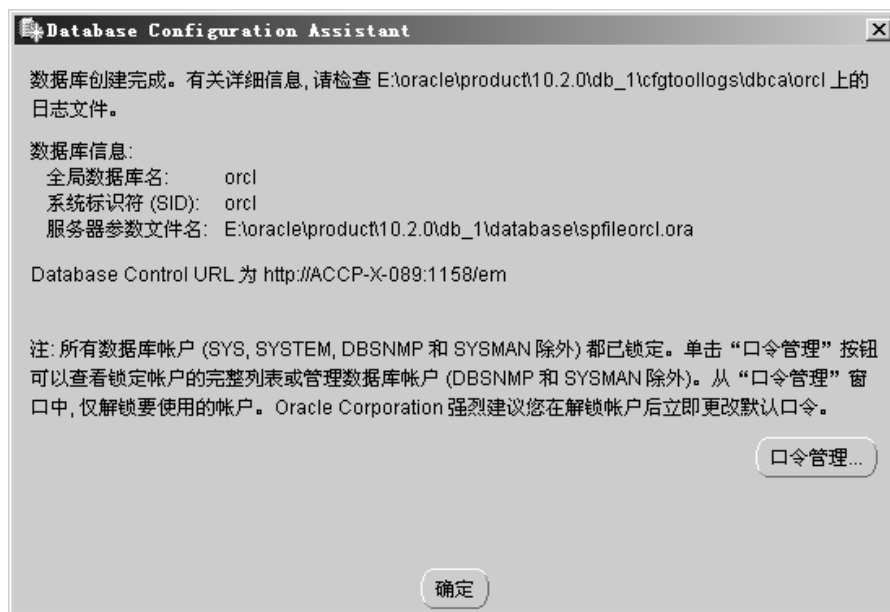 Database Configuration Assistant
数据库创建完成。有关详细信息, 请检查 E:\oracle\product\10.2.0\db_1\cfgtoollogs\dbca\orcl 上的
日志文件。
数据库信息:
全局数据库名: orcl
系统标识符 (SID): orcl
服务器参数文件名: E:\oracle\product\10.2.0\db_1\database\spfileorcl.ora
Database Control URL 为 http://ACCP-X-089:1158/em
注: 所有数据库帐户 (SYS, SYSTEM, DBSNMP 和 SYSMAN 除外) 都已锁定。单击“口令管理”按钮
可以查看锁定帐户的完整列表或管理数据库帐户 (DBSNMP 和 SYSMAN 除外)。从“口令管理”窗
口中, 仅解锁要使用的帐户。Oracle Corporation 强烈建议您在解锁帐户后立即更改默认口令。
口令管理...
确定